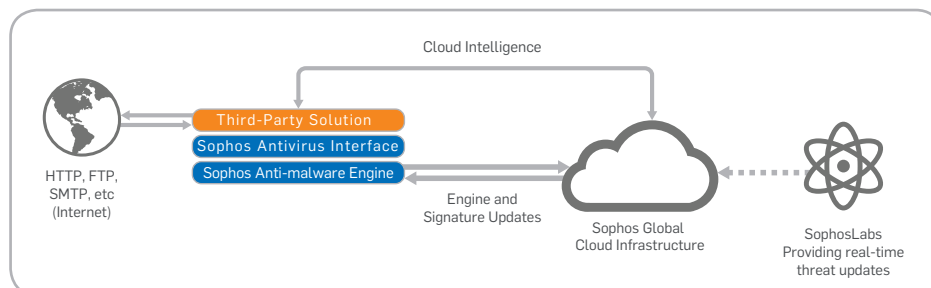 Cloud Intelligence
Third-Party Solution
Sophos Antivirus Interface
Sophos Anti-malware Engine
HTTP, FTP,
SMTP, etc
(Internet)
Engine and
Signature Updates
Sophos Global
Cloud Infrastructure
SophosLabs
Providing real-time
threat updates